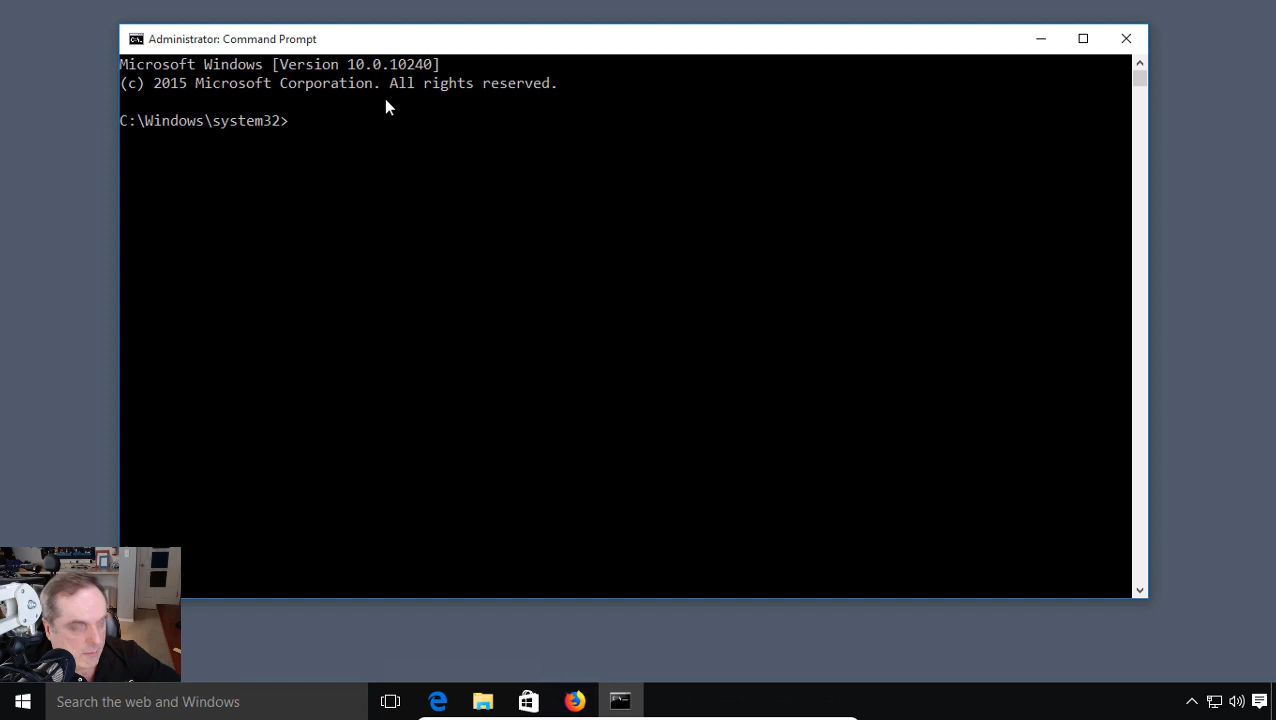 Administrator: Command Prompt
Microsoft Windows [Version 10.0.10240]
(c) 2015 Microsoft Corporation. All rights reserved.
C:\Windows\system32>
Search the web and Windows